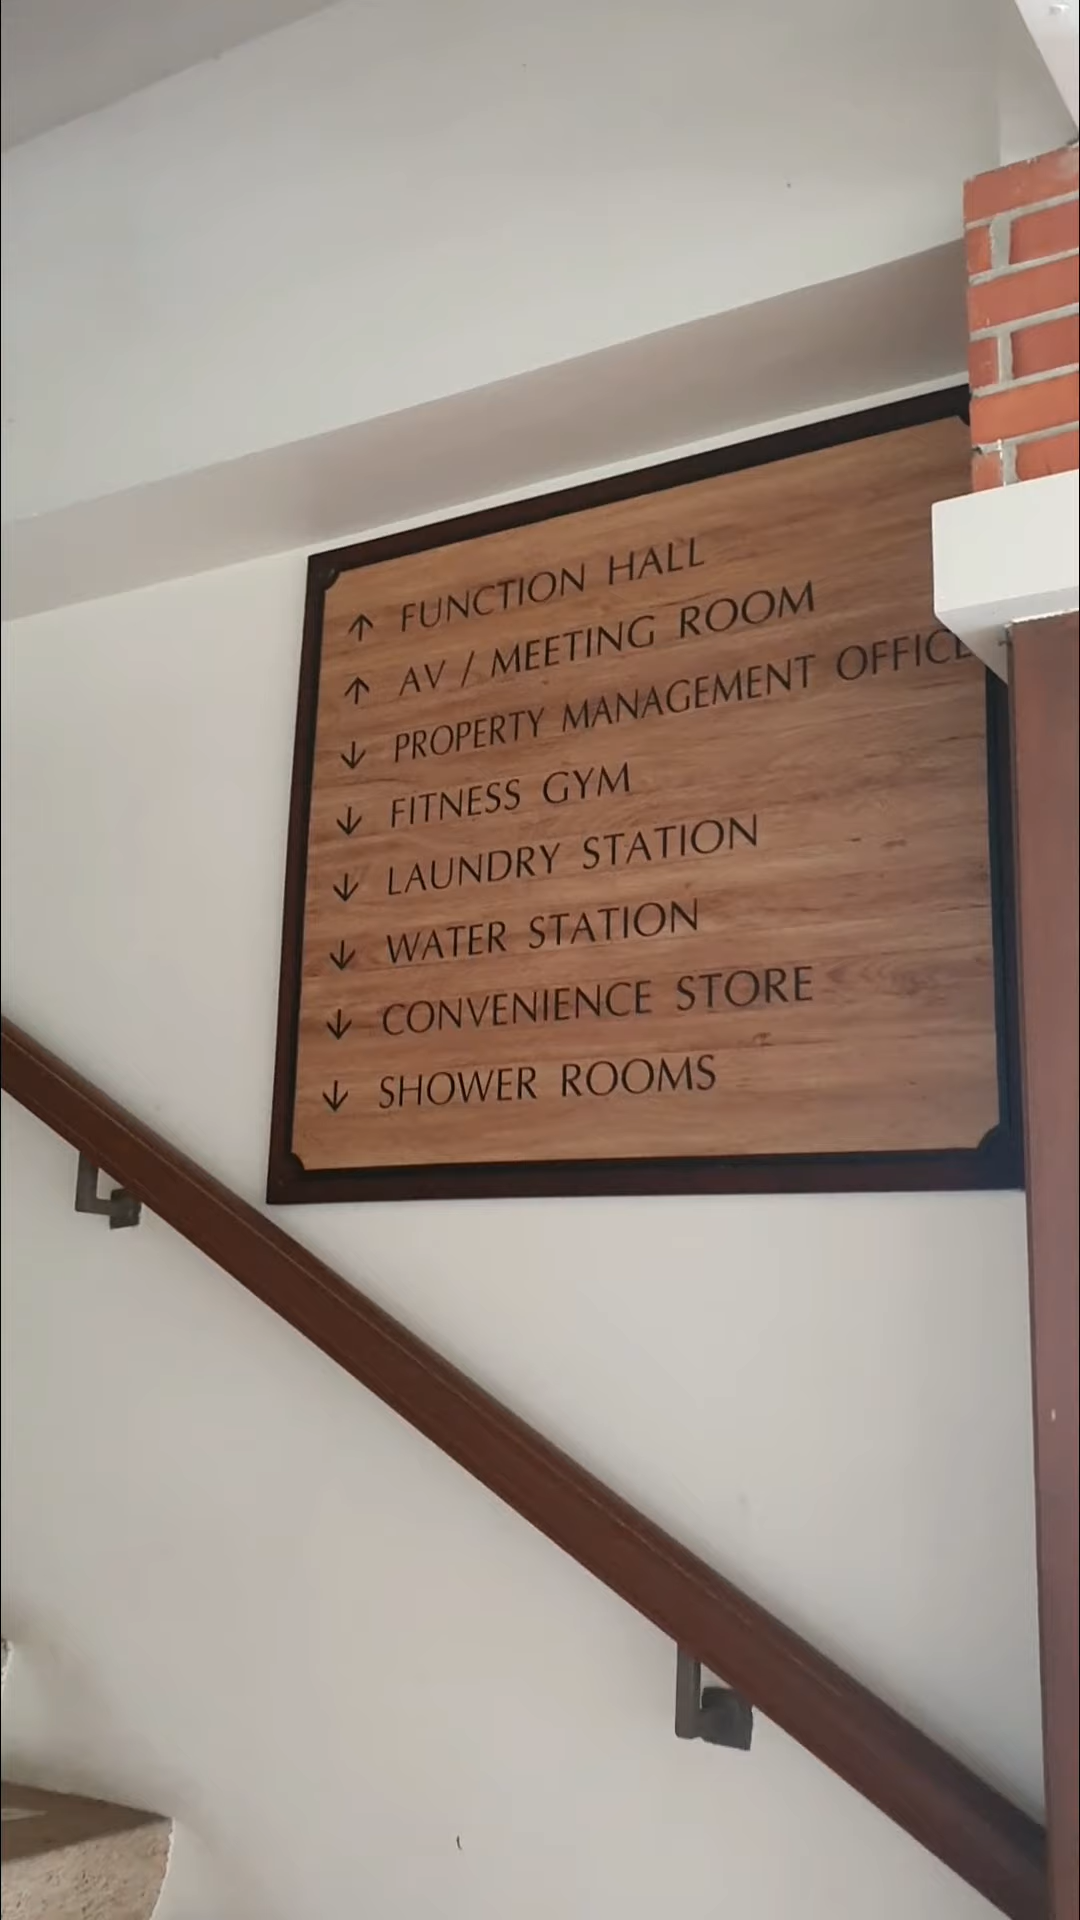 ↑ FUNCTION HALL
↑ AV / MEETING ROOM
↓ PROPERTY MANAGEMENT OFFICE
↓ FITNESS GYM
↓ LAUNDRY STATION
↓ WATER STATION
↓ CONVENIENCE STORE
↓ SHOWER ROOMS